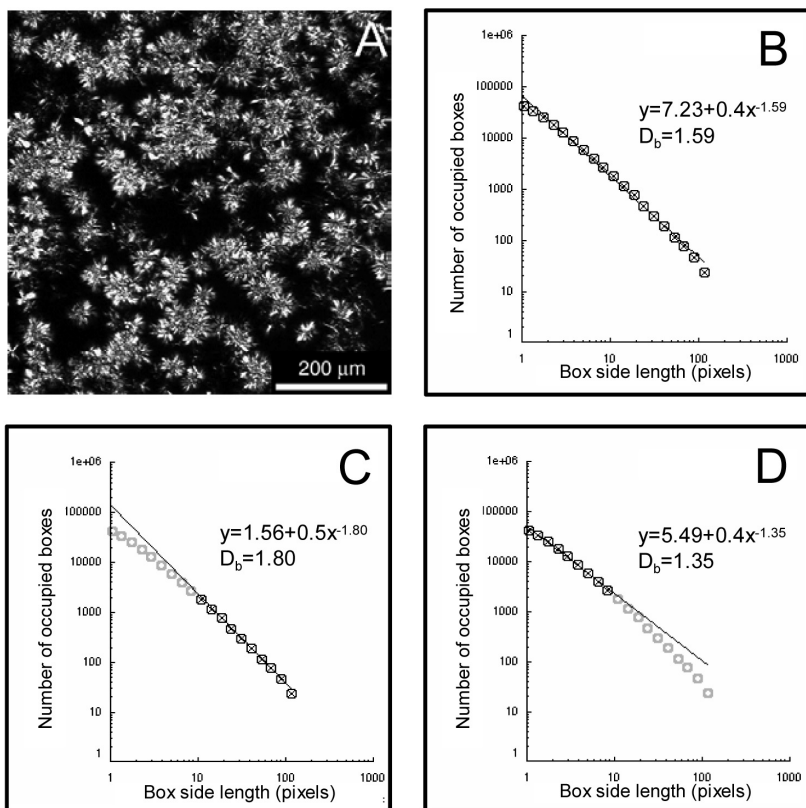 A
200 μm
B
Number of occupied boxes
1e+06
100000
10000
1000
100
10
1
y=7.23+0.4x-1.59
Db=1.59
1 10 100 1000
Box side length (pixels)
C
Number of occupied boxes
1e+06
100000
10000
1000
100
10
1
y=1.56+0.5x-1.80
Db=1.80
1 10 100 1000
Box side length (pixels)
D
Number of occupied boxes
1e+06
100000
10000
1000
100
10
1
y=5.49+0.4x-1.35
Db=1.35
1 10 100 1000
Box side length (pixels)